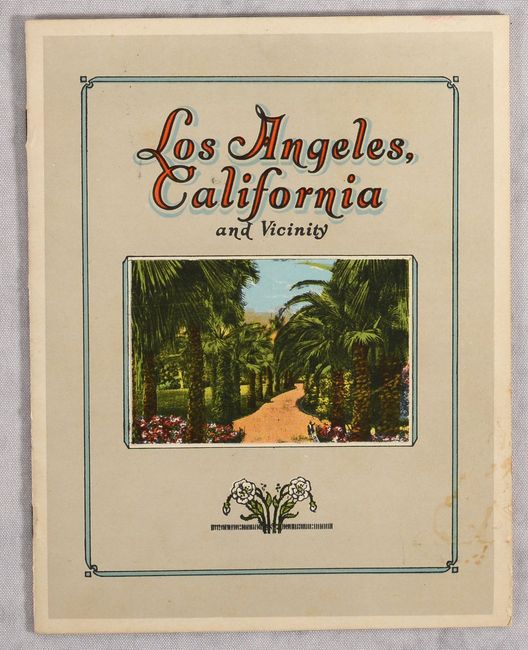 Los Angeles,
California
and Vicinity